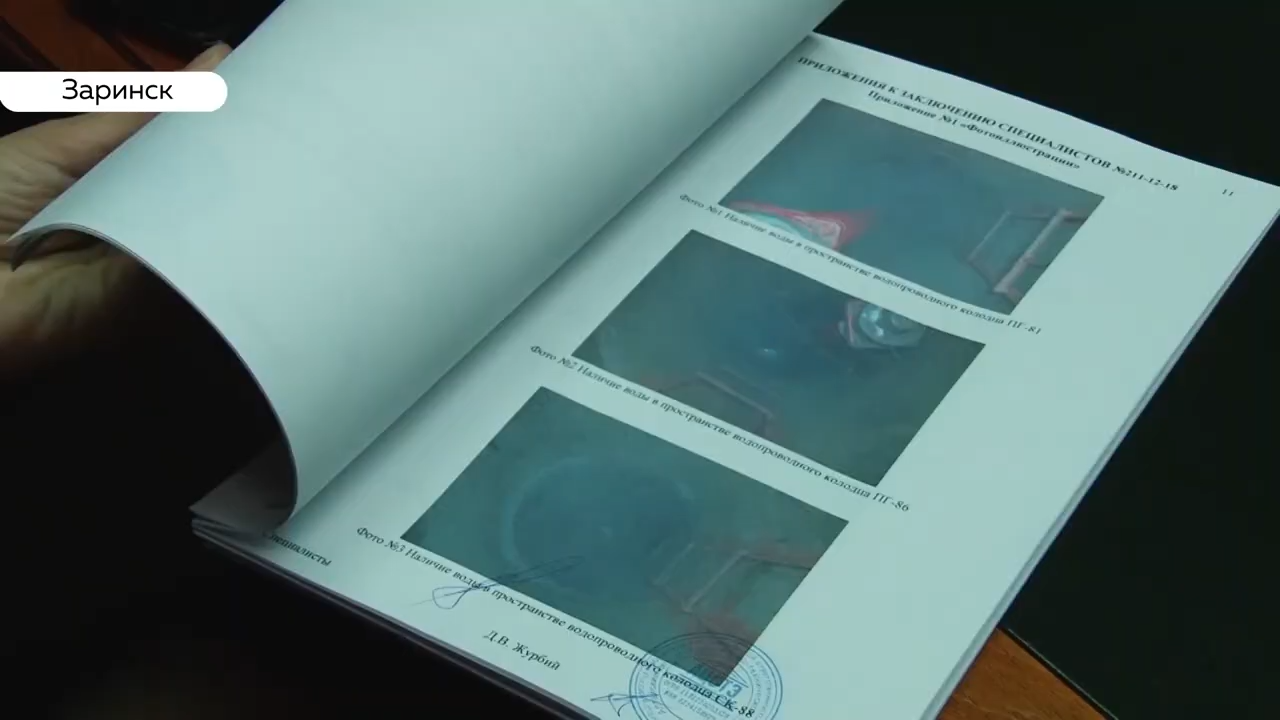 Заринск
ПРИЛОЖЕНИЯ К ЗАКЛЮЧЕНИЮ СПЕЦИАЛИСТОВ №211-12-18
11
Приложение №1 «Фотоиллюстрации»
Фото №1 Наличие воды в пространстве водопроводного колодца ПГ-81
Фото №2 Наличие воды в пространстве водопроводного колодца ПГ-86
Фото №3 Наличие воды в пространстве водопроводного колодца СК-88
Специалисты
Д.В. Журбий